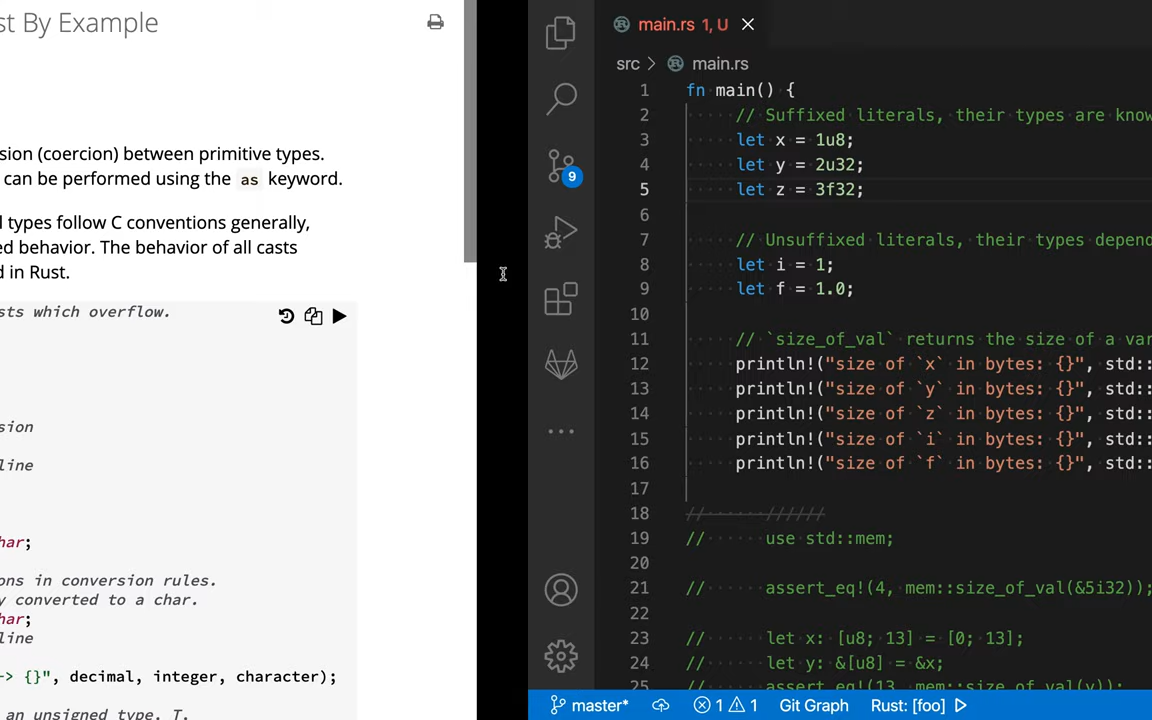 st By Example
sion (coercion) between primitive types.
can be performed using the as keyword.
l types follow C conventions generally,
ed behavior. The behavior of all casts
d in Rust.
sts which overflow.
sion
line
har;
ons in conversion rules.
y converted to a char.
har;
line
-> {}", decimal, integer, character);
an unsigned type, T.
9
main.rs 1, U
src > main.rs
1 fn main() {
2 // Suffixed literals, their types are know
3 let x = 1u8;
4 let y = 2u32;
5 let z = 3f32;
6
7 // Unsuffixed literals, their types depend
8 let i = 1;
9 let f = 1.0;
10
11 // `size_of_val` returns the size of a var
12 println!("size of `x` in bytes: {}", std::
13 println!("size of `y` in bytes: {}", std::
14 println!("size of `z` in bytes: {}", std::
15 println!("size of `i` in bytes: {}", std::
16 println!("size of `f` in bytes: {}", std::
17
18 // //////
19 // use std::mem;
20
21 // assert_eq!(4, mem::size_of_val(&5i32));
22
23 // let x: [u8; 13] = [0; 13];
24 // let y: &[u8] = &x;
25 // assert_eq!(13, mem::size_of_val(y));
master* 1 1 Git Graph Rust: [foo]